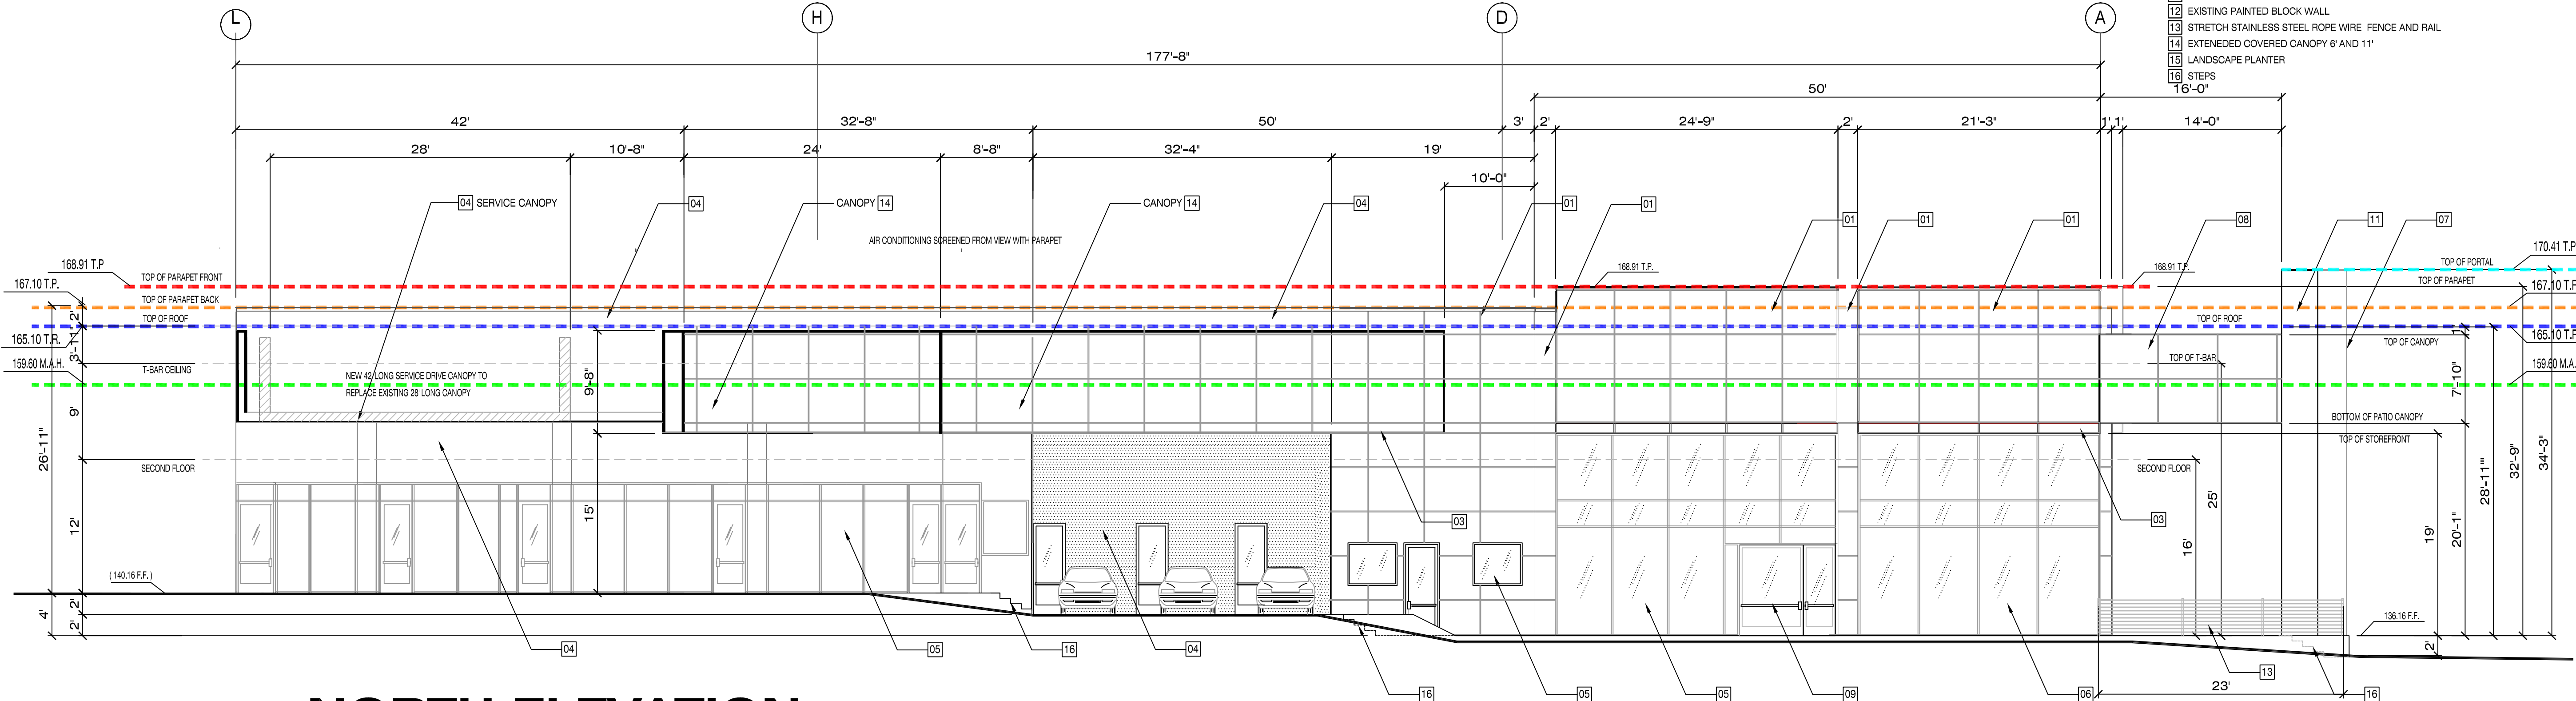 L
H
D
A
12 EXISTING PAINTED BLOCK WALL
13 STRETCH STAINLESS STEEL ROPE WIRE FENCE AND RAIL
14 EXTENEDED COVERED CANOPY 6' AND 11'
15 LANDSCAPE PLANTER
16 STEPS
177'-8"
50'
16'-0"
42'
32'-8"
50'
3'
2'
24'-9"
2'
21'-3"
1'
1'
14'-0"
28'
10'-8"
24'
8'-8"
32'-4"
19'
10'-0"
04 SERVICE CANOPY
04
CANOPY 14
CANOPY 14
04
01
01
01
01
01
08
11
07
AIR CONDITIONING SCREENED FROM VIEW WITH PARAPET
168.91 T.P
TOP OF PARAPET FRONT
168.91 T.P.
168.91 T.P.
TOP OF PORTAL
170.41 T.P
167.10 T.P.
TOP OF PARAPET BACK
TOP OF PARAPET
167.10 T.P
TOP OF ROOF
TOP OF ROOF
165.10 T.R.
165.10 T.P
TOP OF CANOPY
159.60 M.A.H.
T-BAR CEILING
TOP OF T-BAR
159.60 M.A.
NEW 42' LONG SERVICE DRIVE CANOPY TO
REPLACE EXISTING 28' LONG CANOPY
BOTTOM OF PATIO CANOPY
TOP OF STOREFRONT
SECOND FLOOR
SECOND FLOOR
2'
3'-11"
9'
26'-11"
12'
9'-8"
15'
1'
7'-10"
16'
25'
19'
20'-1"
28'-11"'
32'-9"
34'-3"
03
03
( 140.16 F.F. )
136.16 F.F.
4'
2'
2'
2'
04
05
16
04
16
05
05
09
06
13
16
23'
NORTH ELEVATION